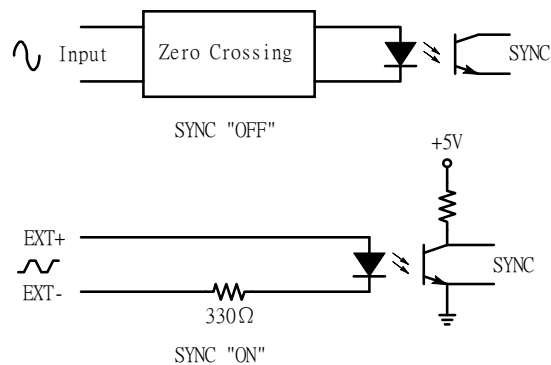 Input
Zero Crossing
SYNC
SYNC "OFF"
+5V
EXT+
SYNC
EXT-
330Ω
SYNC "ON"